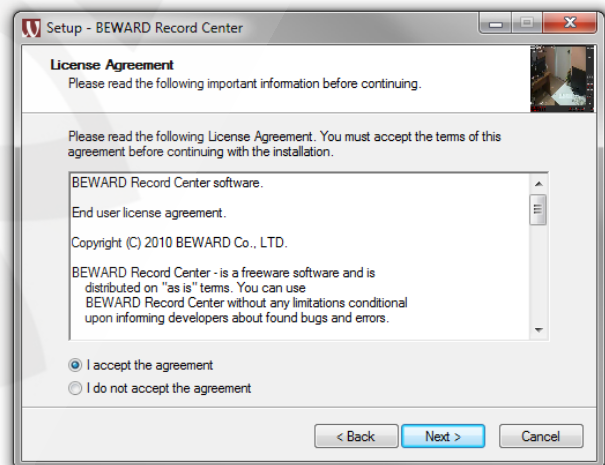 Setup - BEWARD Record Center
License Agreement
Please read the following important information before continuing.
Please read the following License Agreement. You must accept the terms of this
agreement before continuing with the installation.
BEWARD Record Center software.
End user license agreement.
Copyright (C) 2010 BEWARD Co., LTD.
BEWARD Record Center - is a freeware software and is
distributed on "as is" terms. You can use
BEWARD Record Center without any limitations conditional
upon informing developers about found bugs and errors.
I accept the agreement
I do not accept the agreement
< Back Next > Cancel